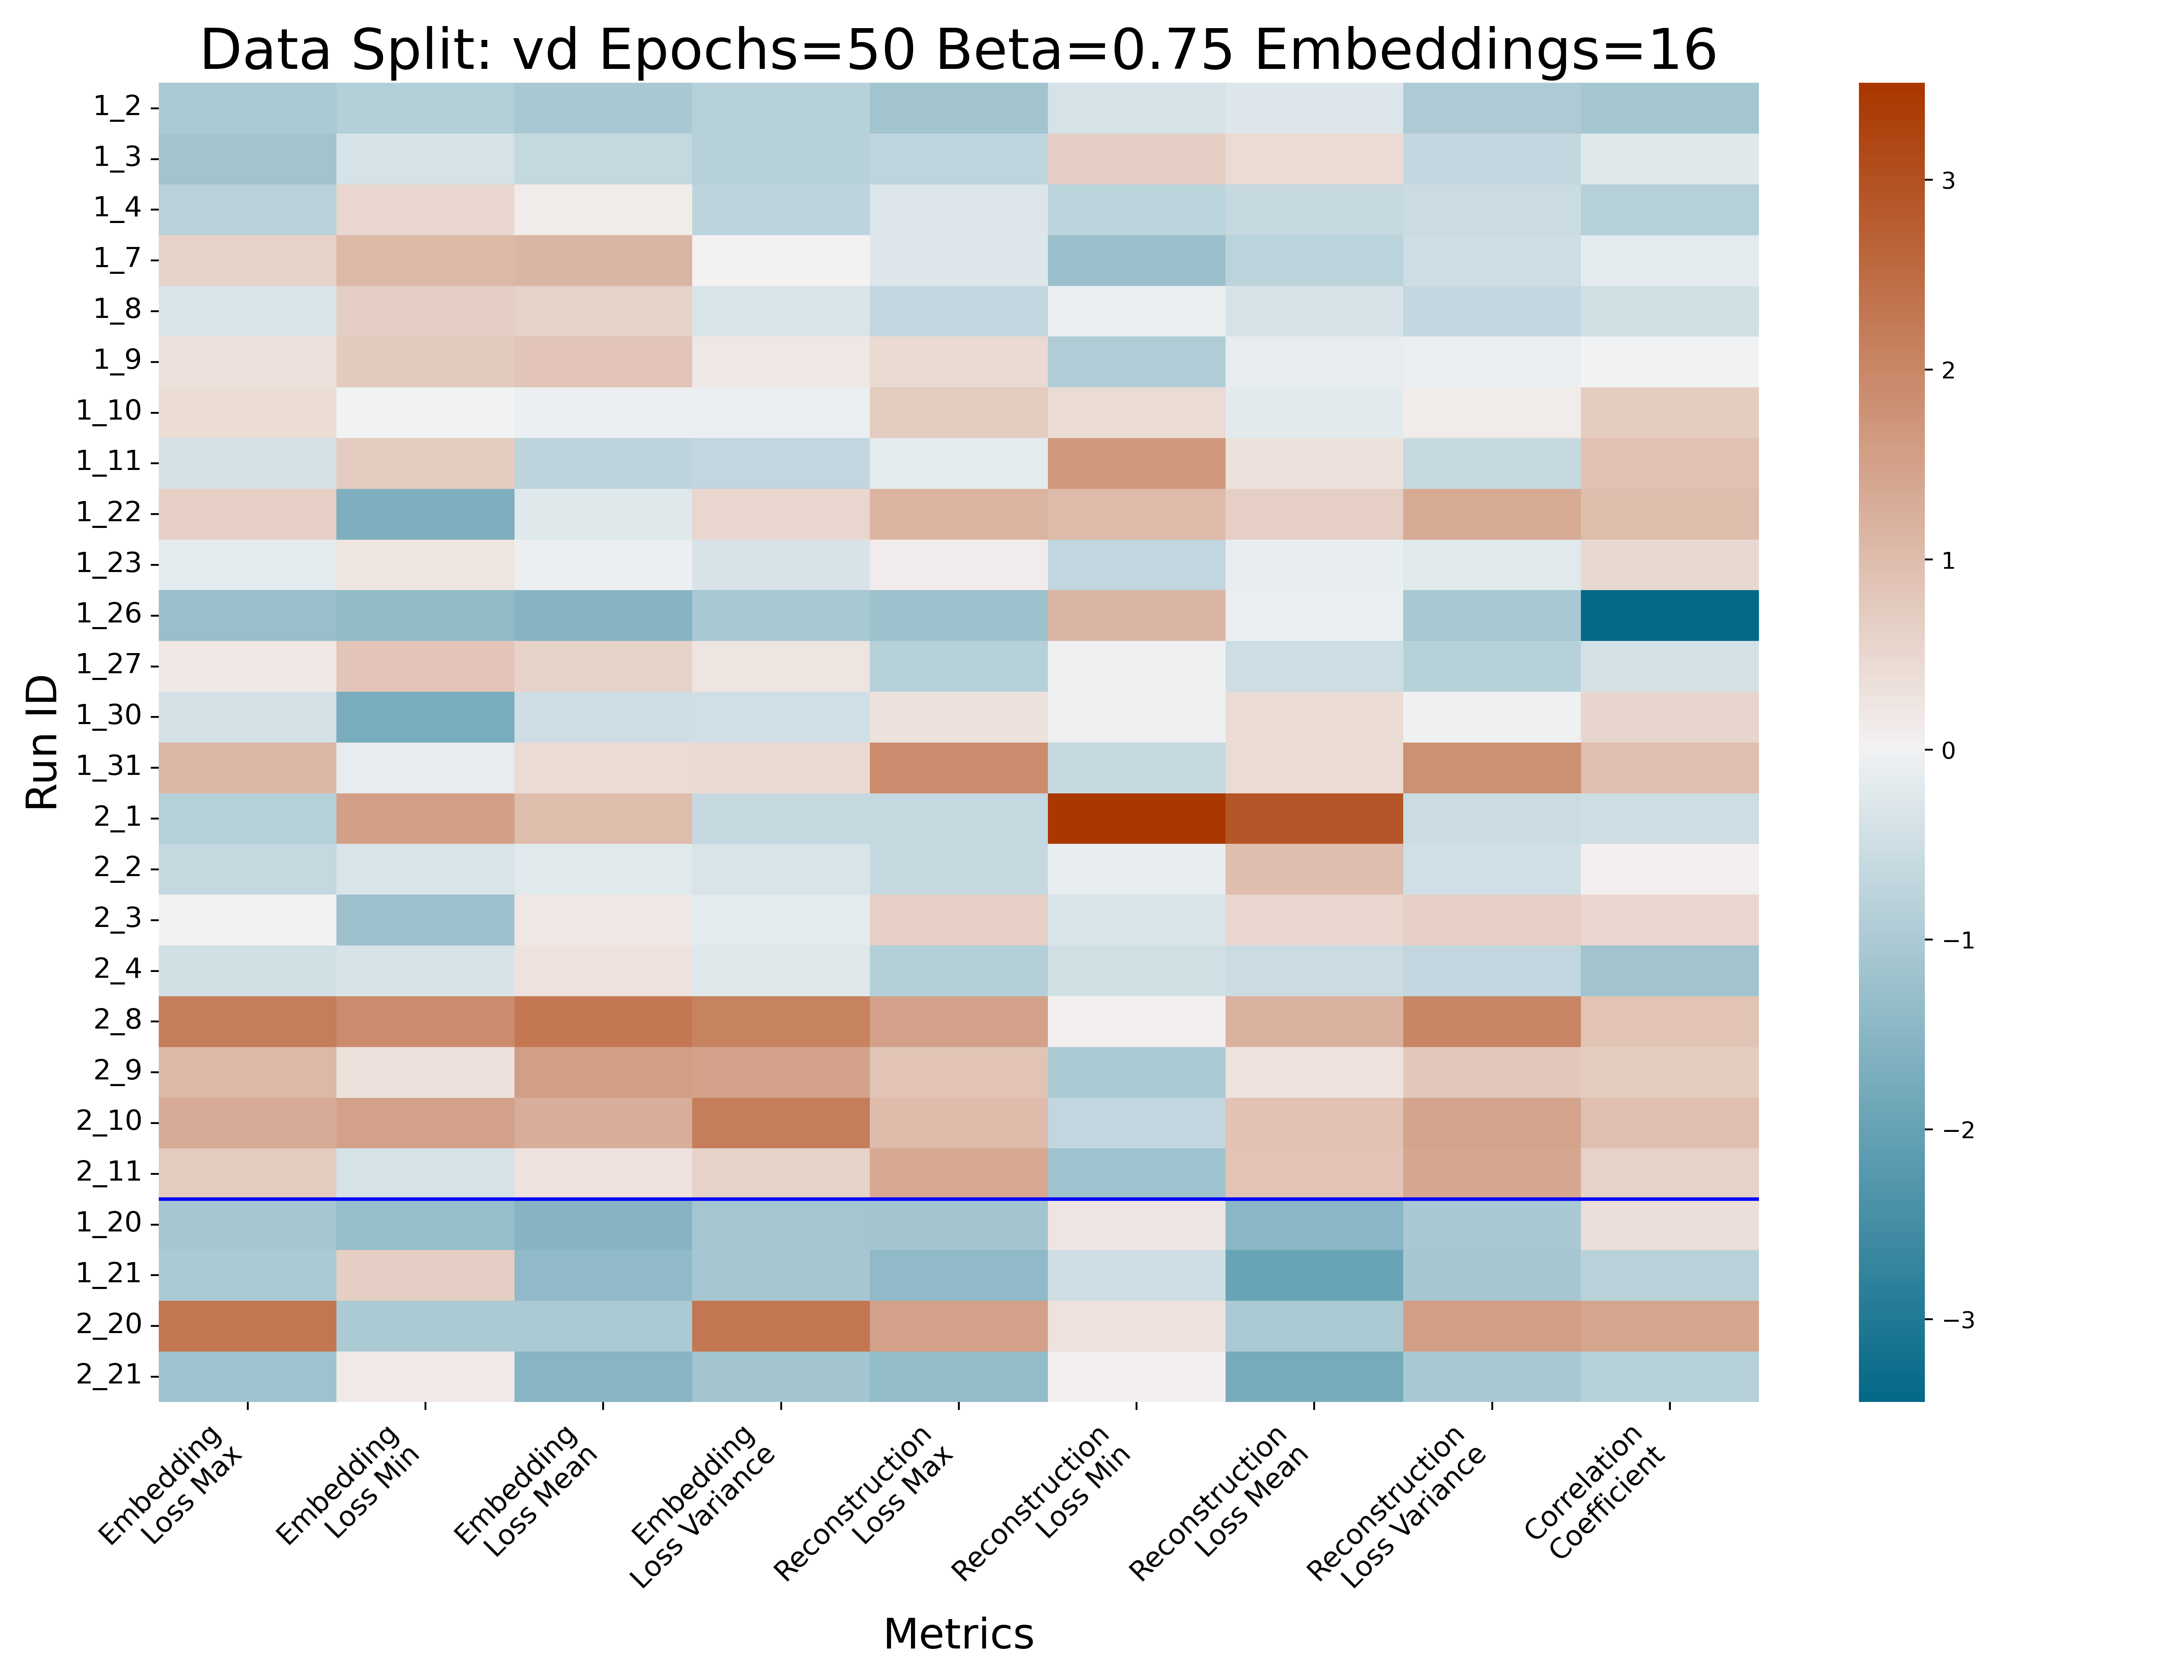 Data Split: vd Epochs=50 Beta=0.75 Embeddings=16
Run ID
1_2
1_3
1_4
1_7
1_8
1_9
1_10
1_11
1_22
1_23
1_26
1_27
1_30
1_31
2_1
2_2
2_3
2_4
2_8
2_9
2_10
2_11
1_20
1_21
2_20
2_21
Embedding
Loss Max
Embedding
Loss Min
Embedding
Loss Mean
Embedding
Loss Variance
Reconstruction
Loss Max
Reconstruction
Loss Min
Reconstruction
Loss Mean
Reconstruction
Loss Variance
Correlation
Coefficient
Metrics
3
2
1
0
−1
−2
−3